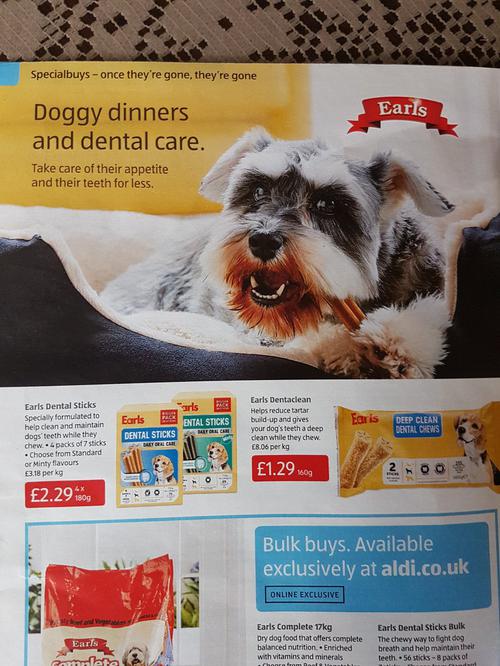 Specialbuys – once they're gone, they're gone
Doggy dinners
and dental care.
Take care of their appetite
and their teeth for less.
Earls
Earls Dental Sticks
Specially formulated to
help clean and maintain
dogs' teeth while they
chew. • 4 packs of 7 sticks
• Choose from Standard
or Minty flavours
£3.18 per kg
£2.29 4 x 180g
Earls
DENTAL STICKS
DAILY ORAL CARE
DENTAL STICKS
DAILY ORAL CARE
Earls Dentaclean
Helps reduce tartar
build-up and gives
your dog's teeth a deep
clean while they chew.
£8.06 per kg
£1.29 160g
Earls
DEEP CLEAN
DENTAL CHEWS
2
Bulk buys. Available
exclusively at aldi.co.uk
ONLINE EXCLUSIVE
Beef and Vegetables
Earls
Complete
Earls Complete 17kg
Dry dog food that offers complete
balanced nutrition. • Enriched
with vitamins and minerals
Earls Dental Sticks Bulk
The chewy way to fight dog
breath and help maintain their
teeth. • 56 sticks – 8 packs of